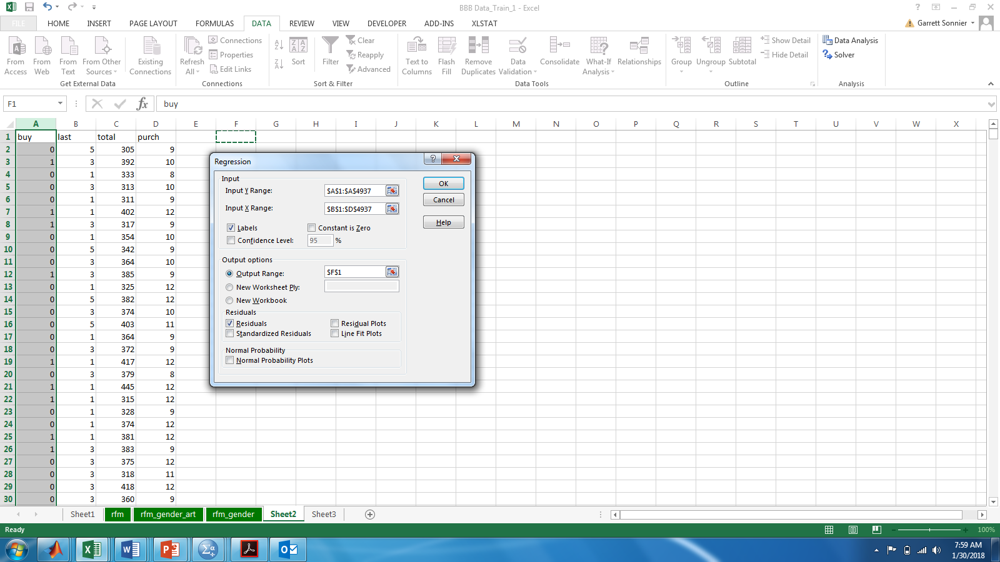 BBB Data_Train_1 - Excel
FILE HOME INSERT PAGE LAYOUT FORMULAS DATA REVIEW VIEW DEVELOPER ADD-INS XLSTAT Garrett Sonnier
From Access
From Web
From Text
From Other Sources
Existing Connections
Get External Data
Refresh All
Connections
Properties
Edit Links
Connections
Sort
Filter
Clear
Reapply
Advanced
Sort & Filter
Text to Columns
Flash Fill
Remove Duplicates
Data Validation
Consolidate
What-If Analysis
Relationships
Data Tools
Group
Ungroup
Subtotal
Show Detail
Hide Detail
Outline
Data Analysis
Solver
Analysis
F1 fx buy
A B C D E F G H I J K L M N O P Q R S T U V W X
1 buy last total purch
2 0 5 305 9
3 1 3 392 10
4 0 1 333 8
5 0 3 313 10
6 0 1 311 9
7 1 1 402 12
8 1 3 317 9
9 0 1 354 10
10 0 5 342 9
11 0 3 364 10
12 1 3 385 9
13 0 1 325 12
14 0 5 382 12
15 0 3 374 10
16 0 5 403 11
17 0 1 364 9
18 0 3 372 9
19 1 1 417 12
20 0 3 379 8
21 1 1 445 12
22 1 1 315 12
23 0 1 328 9
24 0 1 374 12
25 1 1 381 12
26 1 3 383 9
27 0 3 375 12
28 0 3 318 11
29 0 3 418 12
30 0 3 360 9
Regression
Input
Input Y Range: $A$1:$A$4937
Input X Range: $B$1:$D$4937
Labels
Constant is Zero
Confidence Level: 95 %
OK
Cancel
Help
Output options
Output Range: $F$1
New Worksheet Ply:
New Workbook
Residuals
Residuals
Residual Plots
Standardized Residuals
Line Fit Plots
Normal Probability
Normal Probability Plots
Sheet1 rfm rfm_gender_art rfm_gender Sheet2 Sheet3
Ready 100%
7:59 AM
1/30/2018